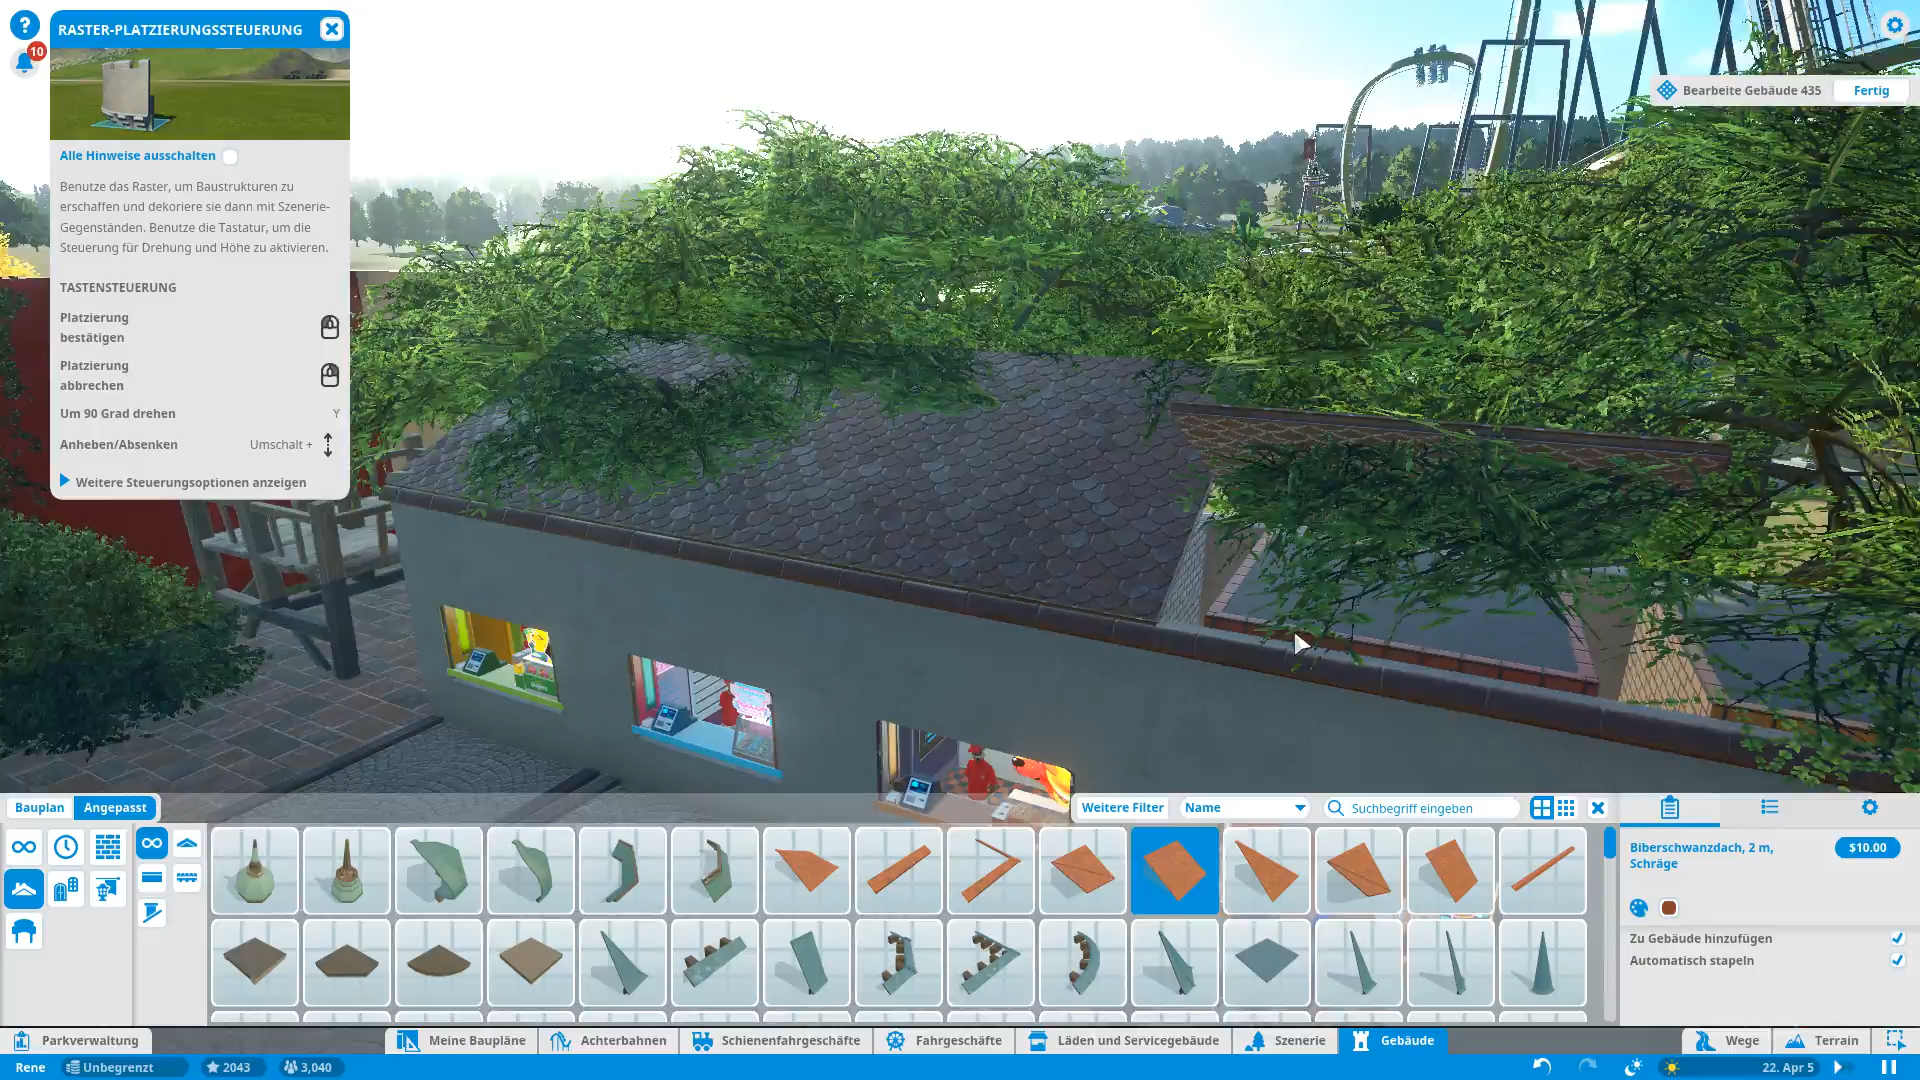 ?
10
RASTER-PLATZIERUNGSSTEUERUNG
Alle Hinweise ausschalten
Benutze das Raster, um Baustrukturen zu
erschaffen und dekoriere sie dann mit Szenerie-
Gegenständen. Benutze die Tastatur, um die
Steuerung für Drehung und Höhe zu aktivieren.
TASTENSTEUERUNG
Platzierung
bestätigen
Platzierung
abbrechen
Um 90 Grad drehen Y
Anheben/Absenken Umschalt +
Weitere Steuerungsoptionen anzeigen
Bearbeite Gebäude 435 Fertig
Bauplan Angepasst
Weitere Filter Name Suchbegriff eingeben
Biberschwanzdach, 2 m,
Schräge
$10.00
Zu Gebäude hinzufügen
Automatisch stapeln
Parkverwaltung Meine Baupläne Achterbahnen Schienenfahrgeschäfte Fahrgeschäfte Läden und Servicegebäude Szenerie Gebäude Wege Terrain
Rene Unbegrenzt 2043 3,040 22. Apr 5